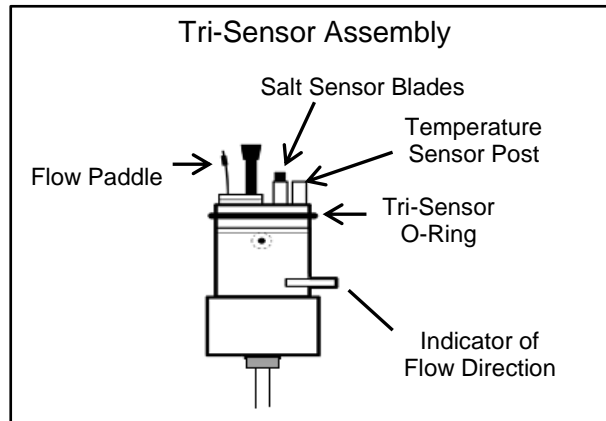 Tri-Sensor Assembly
Salt Sensor Blades
Temperature
Sensor Post
Flow Paddle
Tri-Sensor
O-Ring
Indicator of
Flow Direction